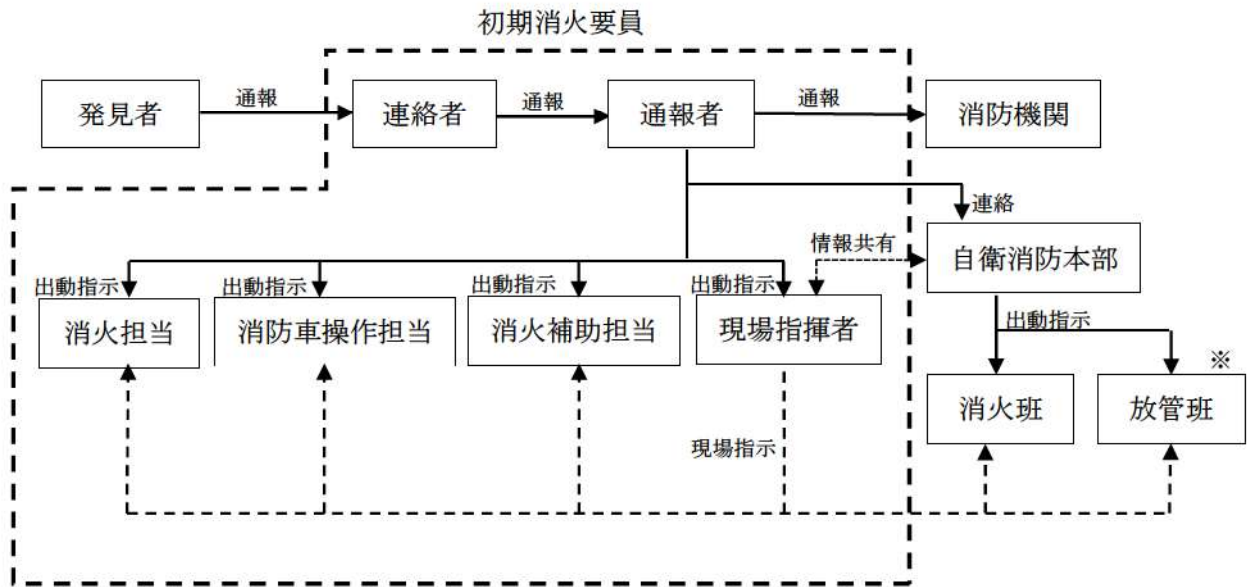 初期消火要員
発見者
通報
連絡者
通報
通報者
通報
消防機関
連絡
情報共有
自衛消防本部
出動指示
出動指示
出動指示
出動指示
消火担当
消防車操作担当
消火補助担当
現場指揮者
出動指示
※
消火班
放管班
現場指示